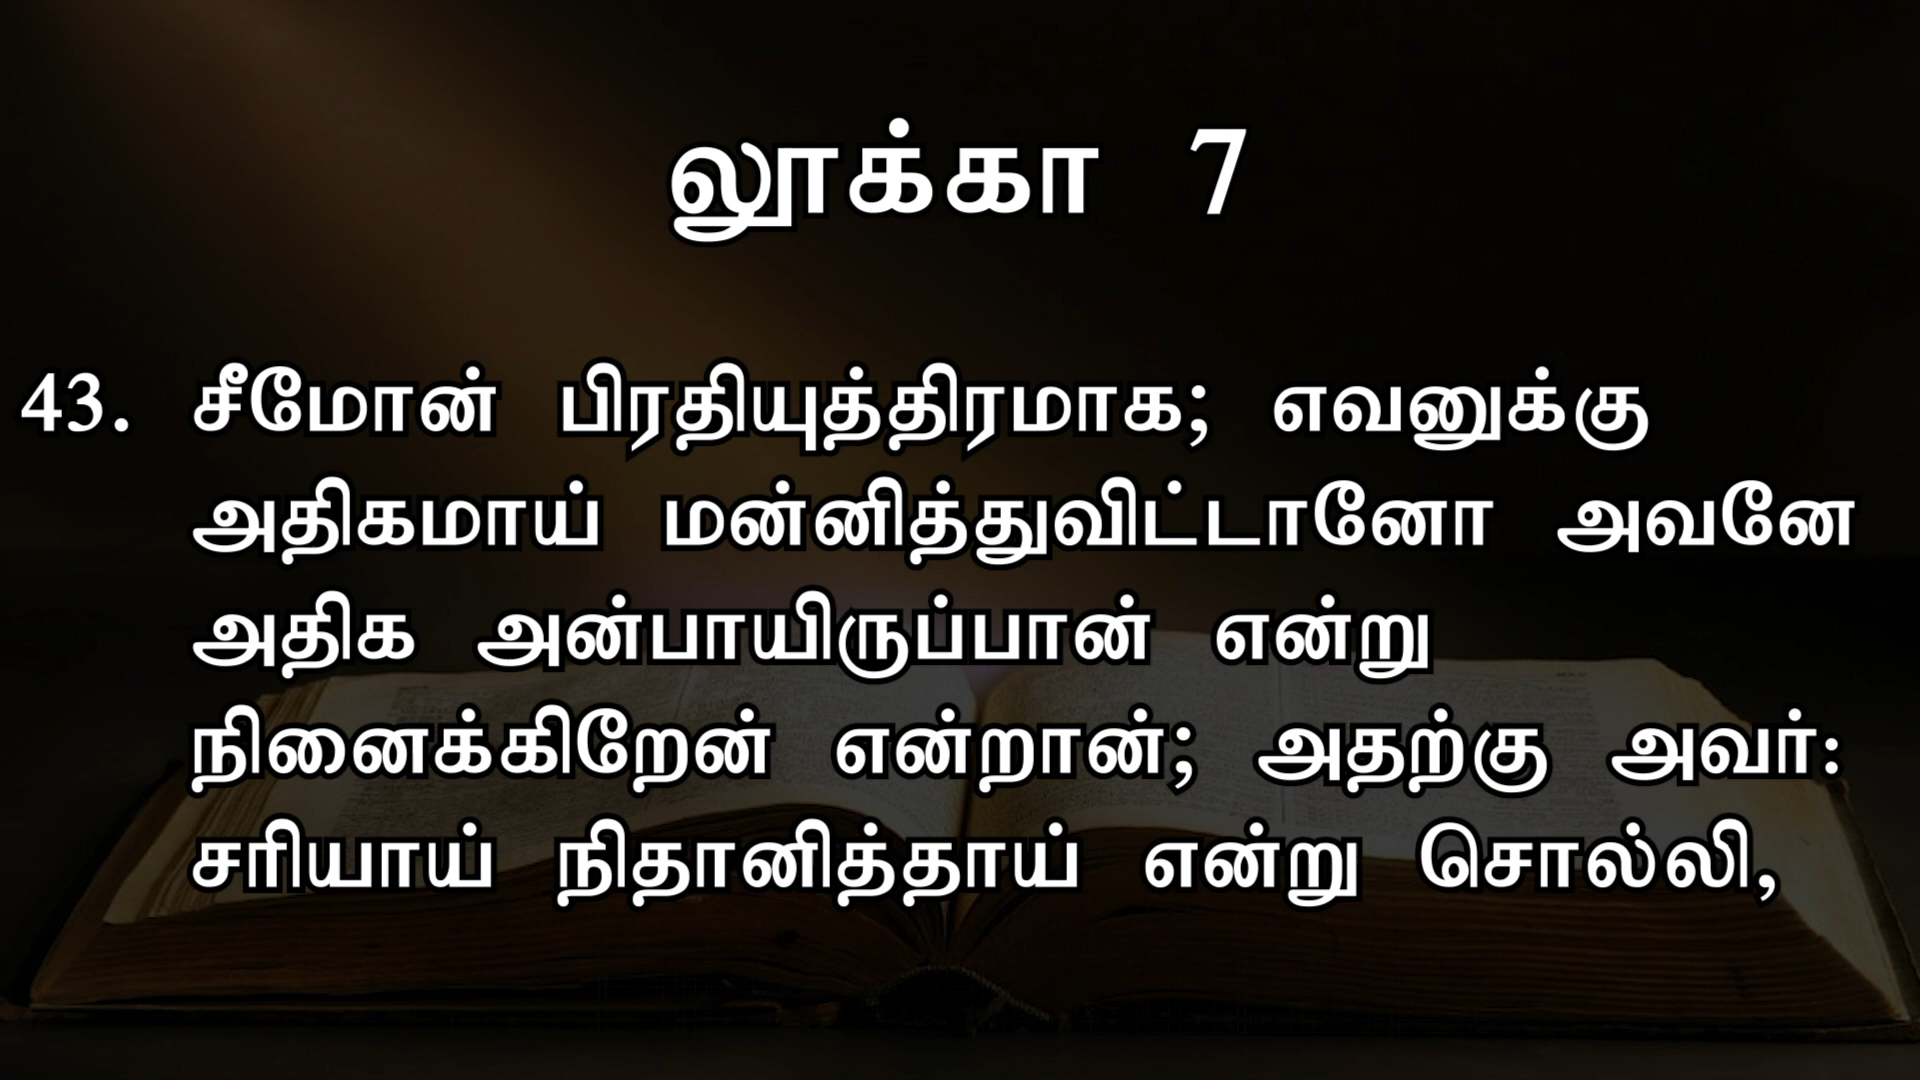 லூக்கா 7
43. சீமோன் பிரதியுத்திரமாக; எவனுக்கு
அதிகமாய் மன்னித்துவிட்டானோ அவனே
அதிக அன்பாயிருப்பான் என்று
நினைக்கிறேன் என்றான்; அதற்கு அவர்:
சரியாய் நிதானித்தாய் என்று சொல்லி,